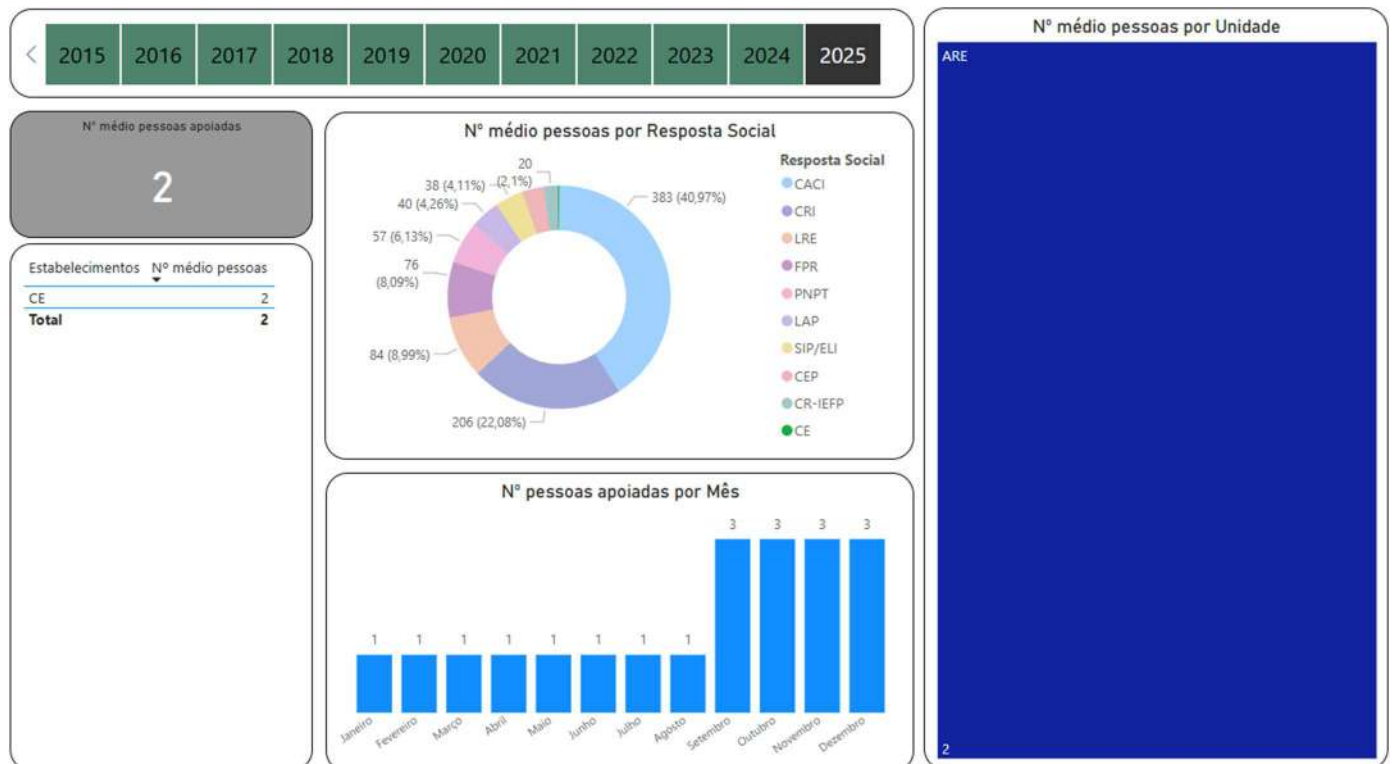 2015 2016 2017 2018 2019 2020 2021 2022 2023 2024 2025
Nº médio pessoas apoiadas
2
Estabelecimentos Nº médio pessoas
CE 2
Total 2
Nº médio pessoas por Resposta Social
20
(2,1%)
38 (4,11%)
40 (4,26%)
57 (6,13%)
76
(8,09%)
84 (8,99%)
206 (22,08%)
383 (40,97%)
Resposta Social
CACI
CRI
LRE
FPR
PNPT
LAP
SIP/ELI
CEP
CR-IEFP
CE
Nº pessoas apoiadas por Mês
1 1 1 1 1 1 1 1 3 3 3 3
Janeiro Fevereiro Março Abril Maio Junho Julho Agosto Setembro Outubro Novembro Dezembro
Nº médio pessoas por Unidade
ARE
2